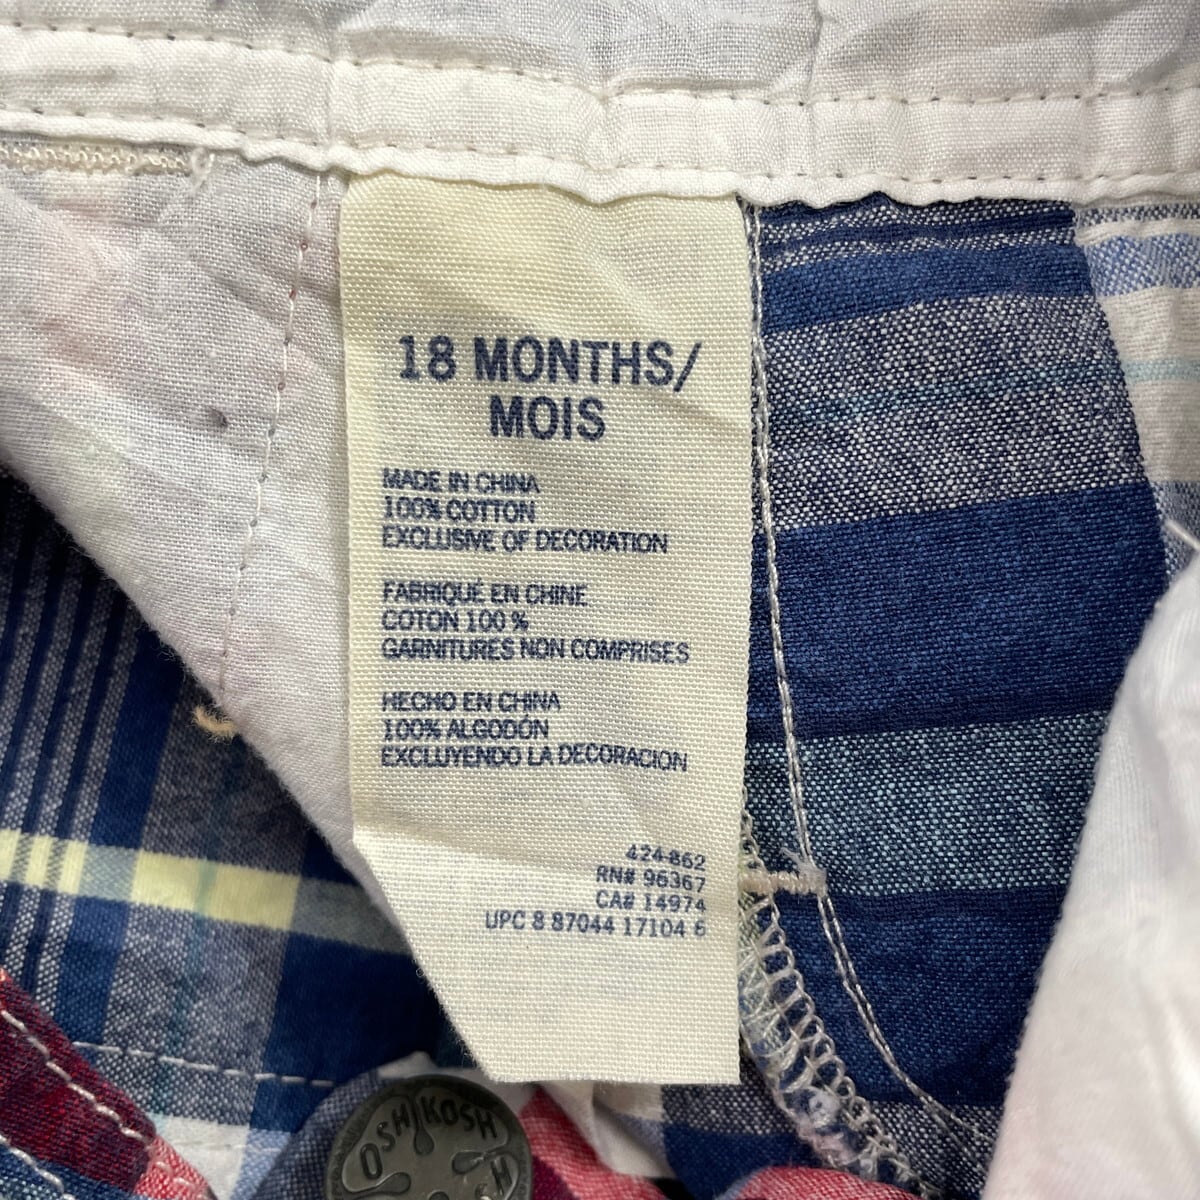 18 MONTHS/
MOIS
MADE IN CHINA
100% COTTON
EXCLUSIVE OF DECORATION
FABRIQUÉ EN CHINE
COTON 100 %
GARNITURES NON COMPRISES
HECHO EN CHINA
100% ALGODÓN
EXCLUYENDO LA DECORACION
424-862
RN# 96367
CA# 14974
UPC 8 87044 17104 6
OSH KOSH